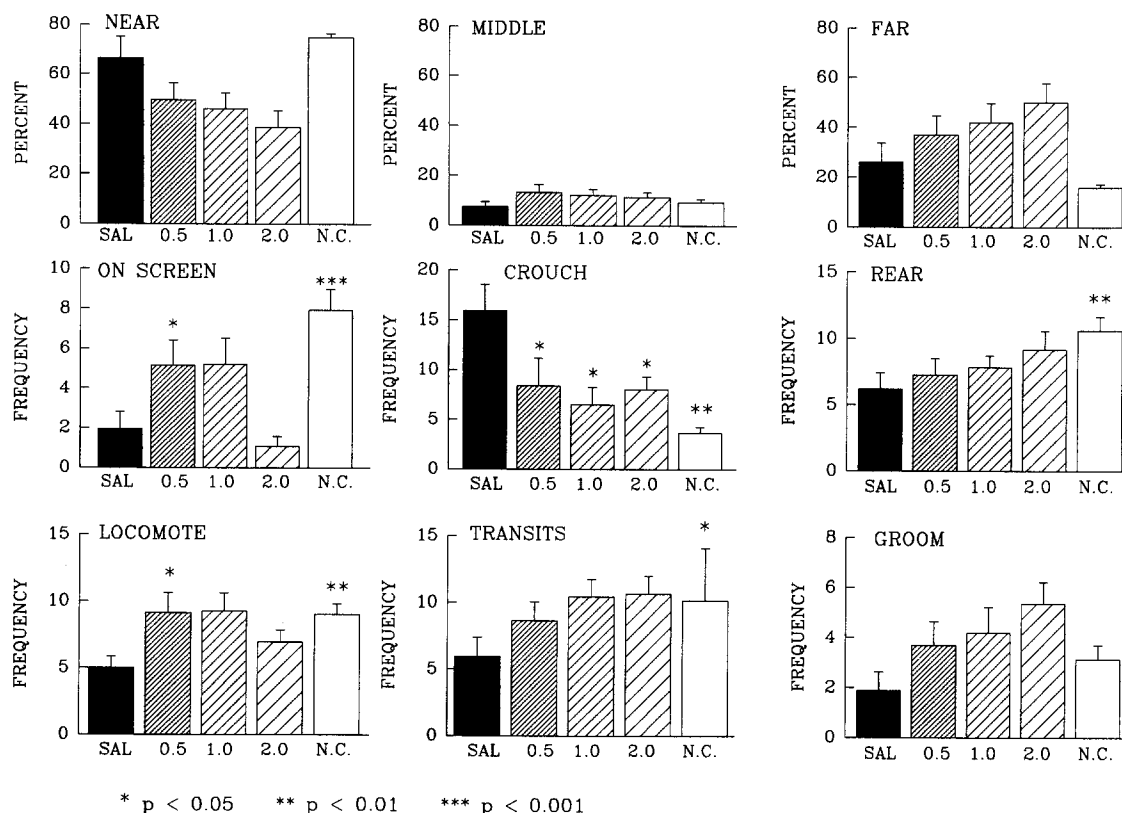 NEAR
80
60
40
20
0
PERCENT
SAL 0.5 1.0 2.0 N.C.
MIDDLE
80
60
40
20
0
PERCENT
SAL 0.5 1.0 2.0 N.C.
FAR
80
60
40
20
0
PERCENT
SAL 0.5 1.0 2.0 N.C.
ON SCREEN
10
8
6
4
2
0
FREQUENCY
* ***
SAL 0.5 1.0 2.0 N.C.
CROUCH
20
15
10
5
0
FREQUENCY
* * * **
SAL 0.5 1.0 2.0 N.C.
REAR
15
10
5
0
FREQUENCY
**
SAL 0.5 1.0 2.0 N.C.
LOCOMOTE
15
10
5
0
FREQUENCY
* **
SAL 0.5 1.0 2.0 N.C.
TRANSITS
15
10
5
0
FREQUENCY
*
SAL 0.5 1.0 2.0 N.C.
GROOM
8
6
4
2
0
FREQUENCY
SAL 0.5 1.0 2.0 N.C.
* p < 0.05 ** p < 0.01 *** p < 0.001